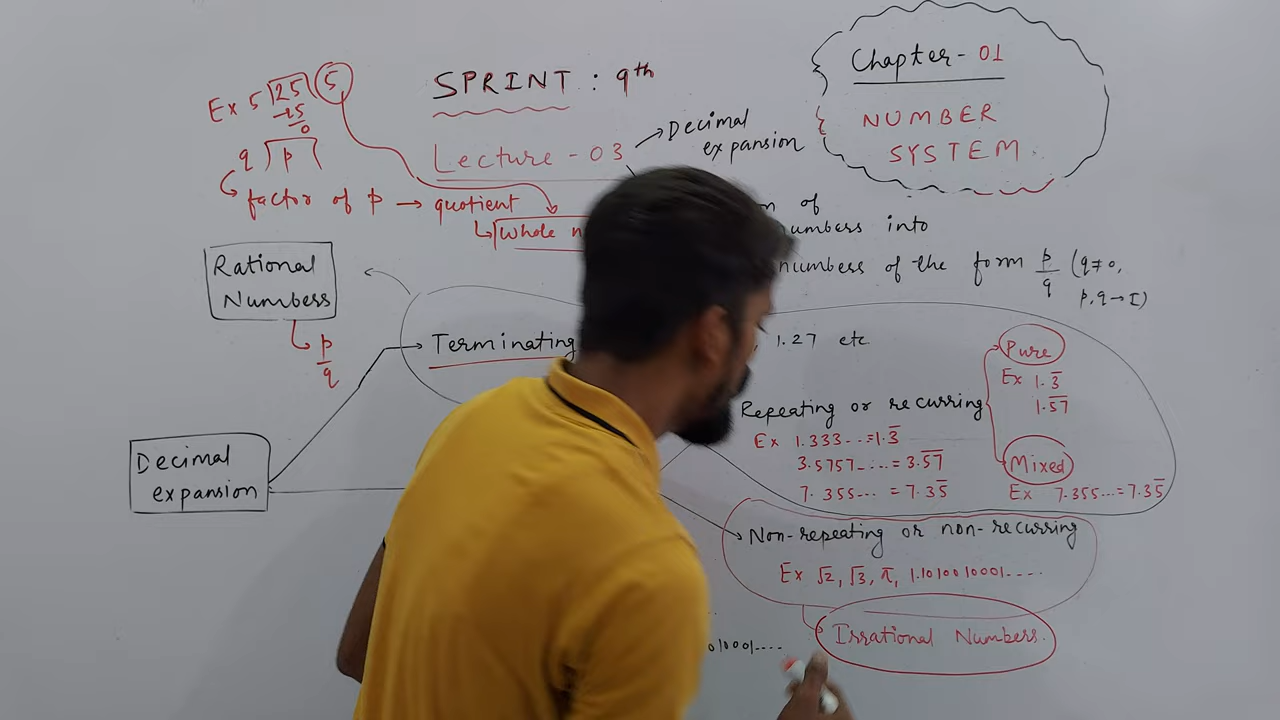 Chapter- 01
NUMBER
SYSTEM
SPRINT : 9th
Lecture - 03
Decimal
expansion
of
into
numbers of the form p/q (q≠0,
p,q→I)
Ex 5)25(5
-25
0
q) p (
factor of p → quotient
Whole
Rational
Numbers
p/q
Decimal
expansion
Terminating
1.27 etc
Repeating or recurring
Ex 1.333...=1.3̅
3.5757.....=3.5̅7̅
7.355... = 7.35̅
Pure
Ex 1.3̅
1.5̅7̅
Mixed
Ex 7.355...=7.35̅
Non-repeating or non-recurring
Ex √2, √3, π, 1.1010010001----
Irrational Numbers.
010001----